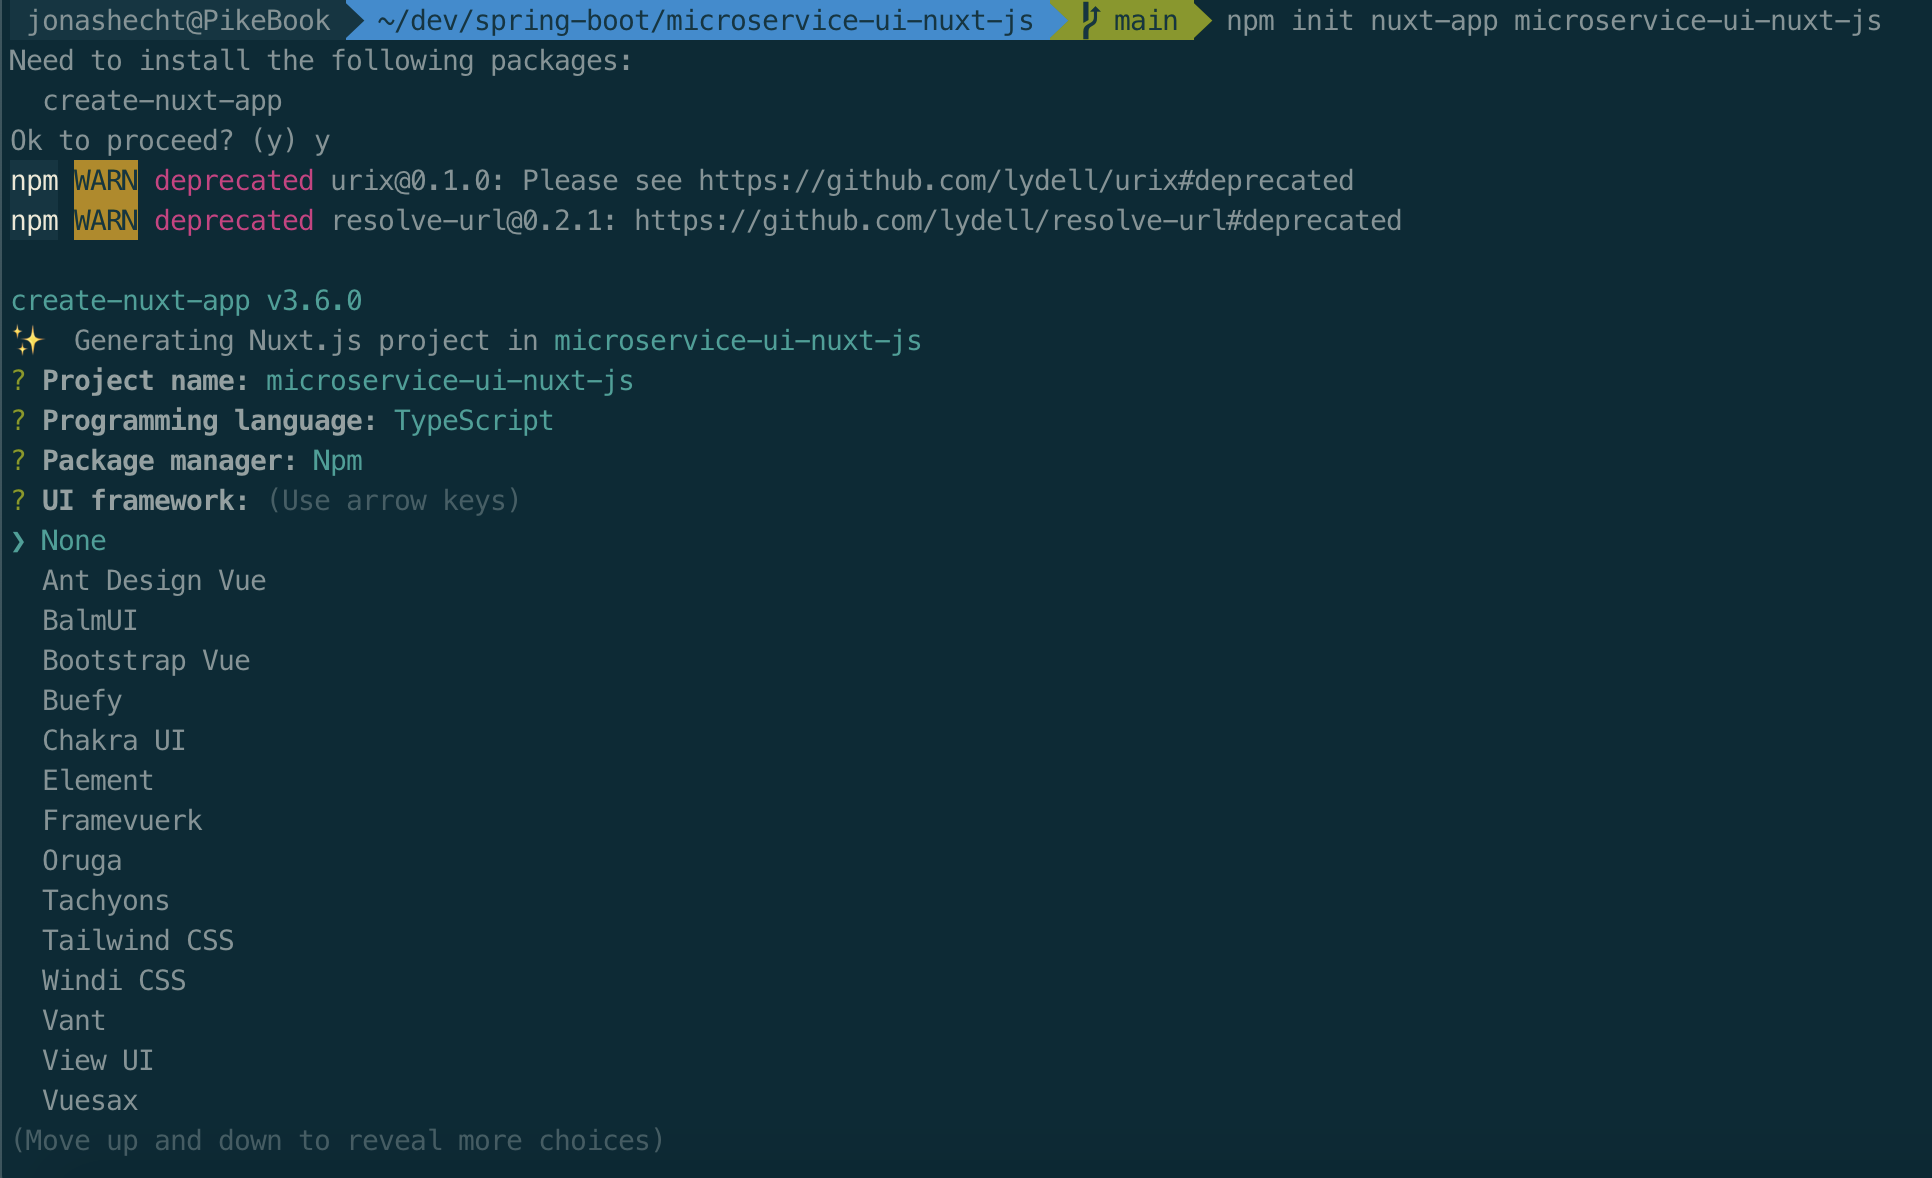 jonashecht@PikeBook ~/dev/spring-boot/microservice-ui-nuxt-js main npm init nuxt-app microservice-ui-nuxt-js
Need to install the following packages:
  create-nuxt-app
Ok to proceed? (y) y
npm WARN deprecated urix@0.1.0: Please see https://github.com/lydell/urix#deprecated
npm WARN deprecated resolve-url@0.2.1: https://github.com/lydell/resolve-url#deprecated

create-nuxt-app v3.6.0
✨  Generating Nuxt.js project in microservice-ui-nuxt-js
? Project name: microservice-ui-nuxt-js
? Programming language: TypeScript
? Package manager: Npm
? UI framework: (Use arrow keys)
❯ None
  Ant Design Vue
  BalmUI
  Bootstrap Vue
  Buefy
  Chakra UI
  Element
  Framevuerk
  Oruga
  Tachyons
  Tailwind CSS
  Windi CSS
  Vant
  View UI
  Vuesax
(Move up and down to reveal more choices)